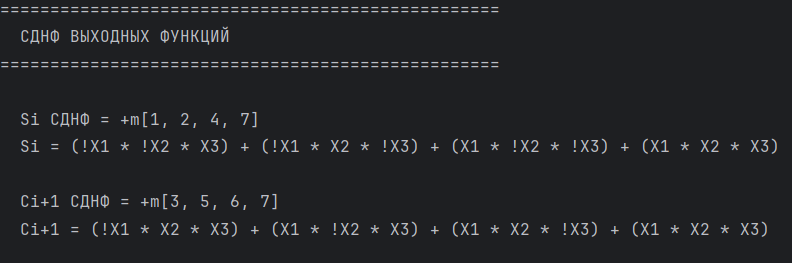 ==================================================
СДНФ ВЫХОДНЫХ ФУНКЦИЙ
==================================================
Si СДНФ = +m[1, 2, 4, 7]
Si = (!X1 * !X2 * X3) + (!X1 * X2 * !X3) + (X1 * !X2 * !X3) + (X1 * X2 * X3)
Ci+1 СДНФ = +m[3, 5, 6, 7]
Ci+1 = (!X1 * X2 * X3) + (X1 * !X2 * X3) + (X1 * X2 * !X3) + (X1 * X2 * X3)